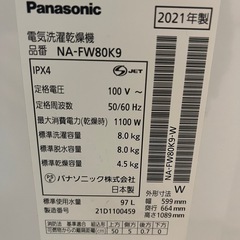 Panasonic
2021年製
電気洗濯乾燥機
品番 NA-FW80K9
IPX4
JET
定格電圧 100 V～
定格周波数 50/60 Hz
最大消費電力(乾燥時) 1100 W
標準洗濯容量 8.0 kg
標準脱水容量 8.0 kg
標準乾燥容量 4.5 kg
パナソニック株式会社
日本製
標準使用水量 97 L
製造番号 21D1100459
NA-FW80K9-W
W
外形寸法
幅 599 mm
奥行 664 mm
高さ 1089 mm